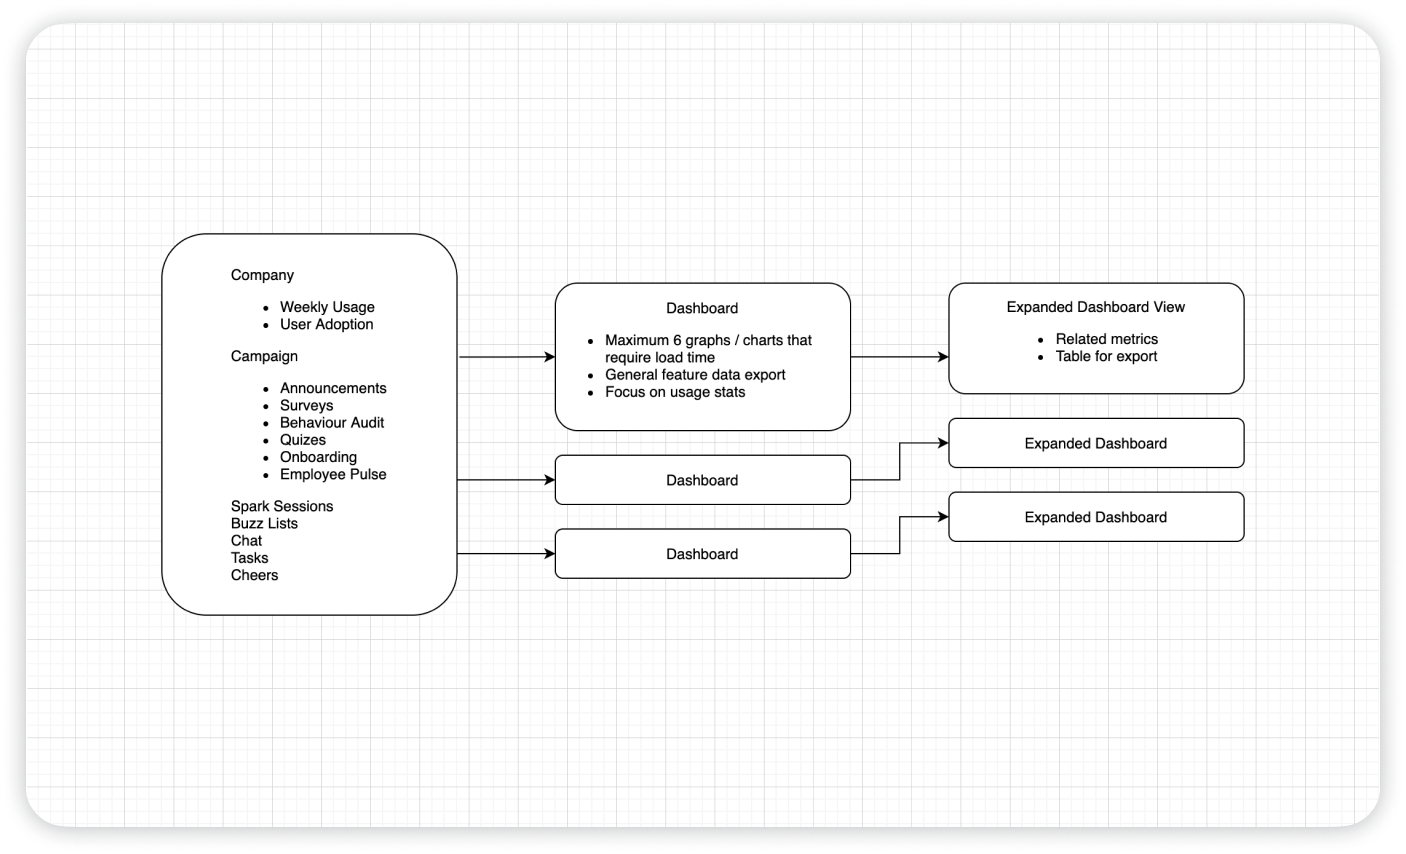 Company
• Weekly Usage
• User Adoption
Campaign
• Announcements
• Surveys
• Behaviour Audit
• Quizes
• Onboarding
• Employee Pulse
Spark Sessions
Buzz Lists
Chat
Tasks
Cheers
Dashboard
• Maximum 6 graphs / charts that
require load time
• General feature data export
• Focus on usage stats
Dashboard
Dashboard
Expanded Dashboard View
• Related metrics
• Table for export
Expanded Dashboard
Expanded Dashboard